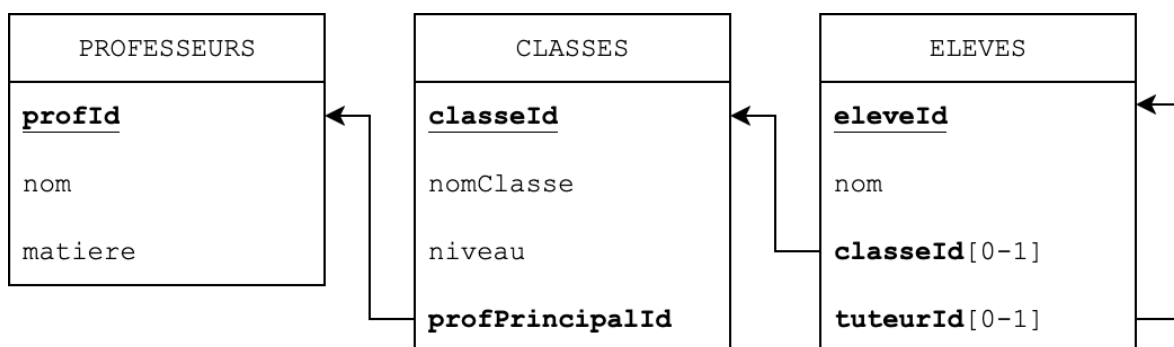 PROFESSEURS
profId
nom
matiere
CLASSES
classeId
nomClasse
niveau
profPrincipalId
ELEVES
eleveId
nom
classeId[0-1]
tuteurId[0-1]